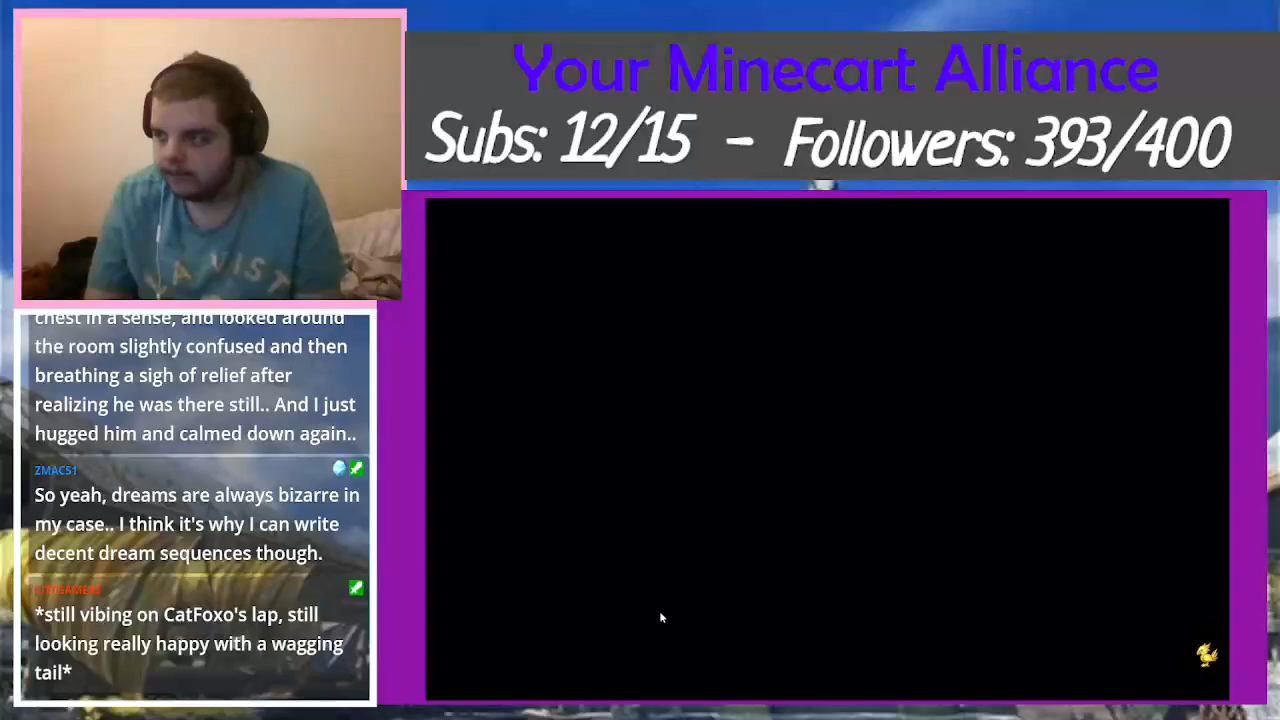 Your Minecart Alliance
Subs: 12/15 - Followers: 393/400
chest in a sense, and looked around
the room slightly confused and then
breathing a sigh of relief after
realizing he was there still.. And I just
hugged him and calmed down again..
ZMAC51
So yeah, dreams are always bizarre in
my case.. I think it's why I can write
decent dream sequences though.
*still vibing on CatFoxo's lap, still
looking really happy with a wagging
tail*